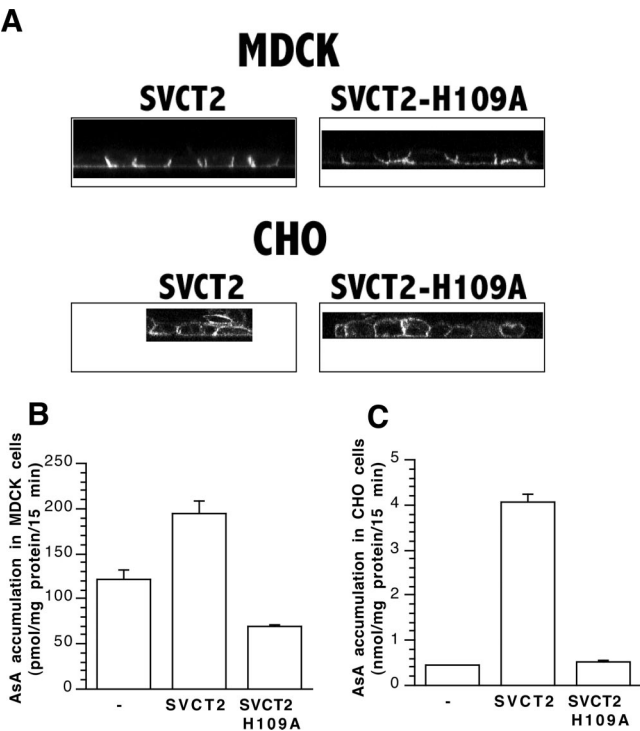 A
MDCK
SVCT2
SVCT2-H109A
CHO
SVCT2
SVCT2-H109A
B
AsA accumulation in MDCK cells
(pmol/mg protein/15 min)
250
200
150
100
50
0
-
SVCT2
SVCT2
H109A
C
AsA accumulation in CHO cells
(nmol/mg protein/15 min)
5
4
3
2
1
0
-
SVCT2
SVCT2
H109A